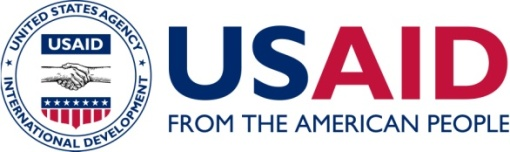 UNITED STATES AGENCY
USAID
INTERNATIONAL DEVELOPMENT
USAID
FROM THE AMERICAN PEOPLE